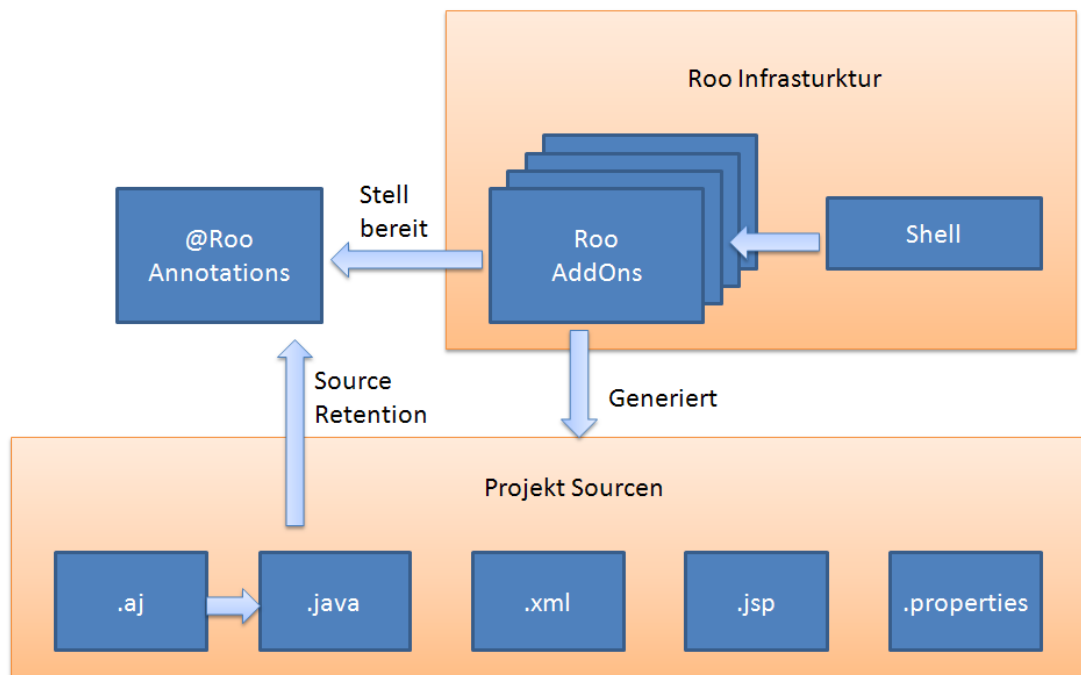 Roo Infrasturktur
Stell
bereit
@Roo
Annotations
Roo
AddOns
Shell
Source
Retention
Generiert
Projekt Sourcen
.aj
.java
.xml
.jsp
.properties